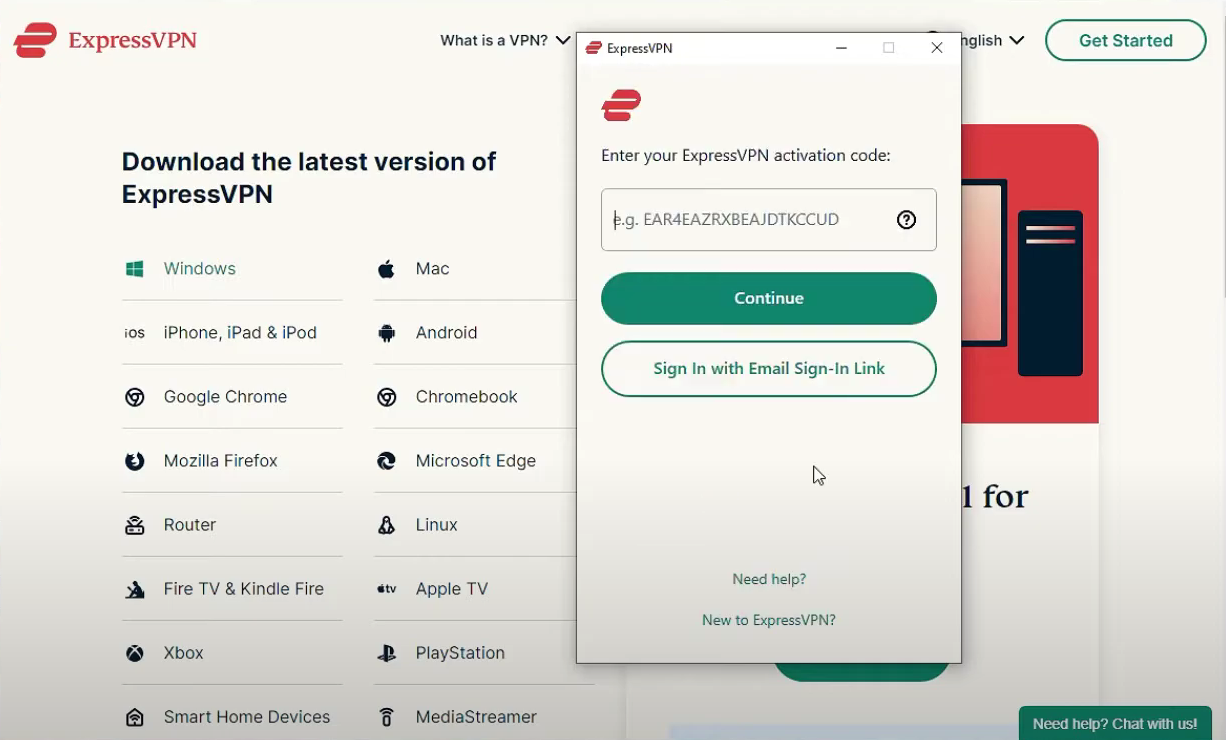 ExpressVPN
What is a VPN?
nglish
Get Started
Download the latest version of
ExpressVPN
Windows
Mac
iOS
iPhone, iPad & iPod
Android
Google Chrome
Chromebook
Mozilla Firefox
Microsoft Edge
Router
Linux
Fire TV & Kindle Fire
tv
Apple TV
Xbox
PlayStation
Smart Home Devices
MediaStreamer
ExpressVPN
Enter your ExpressVPN activation code:
e.g. EAR4EAZRXBEAJDTKCCUD
?
Continue
Sign In with Email Sign-In Link
Need help?
New to ExpressVPN?
for
Need help? Chat with us!